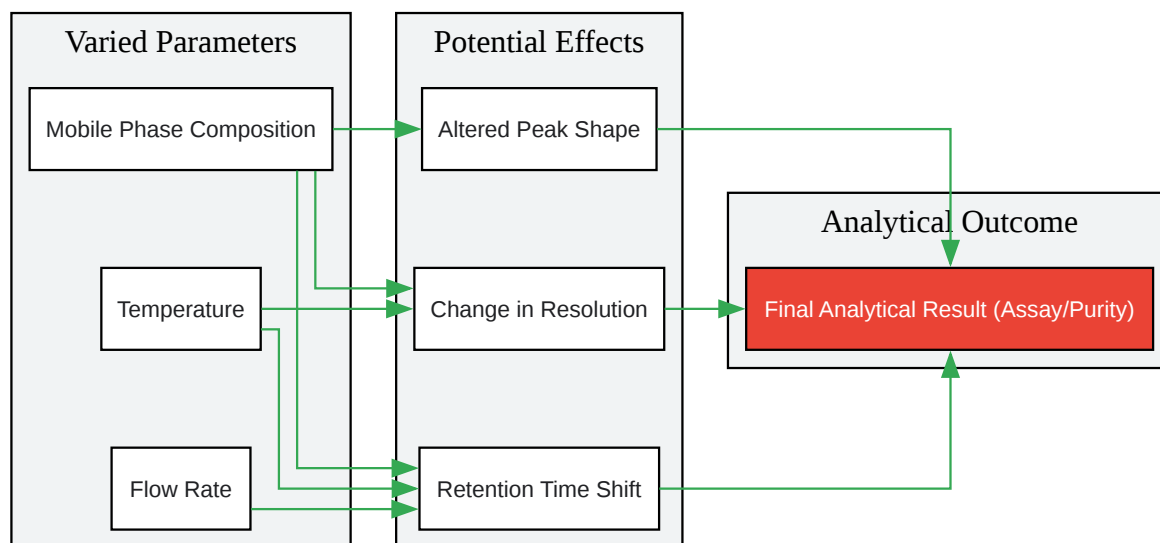 Varied Parameters
Mobile Phase Composition
Temperature
Flow Rate
Potential Effects
Altered Peak Shape
Change in Resolution
Retention Time Shift
Analytical Outcome
Final Analytical Result (Assay/Purity)